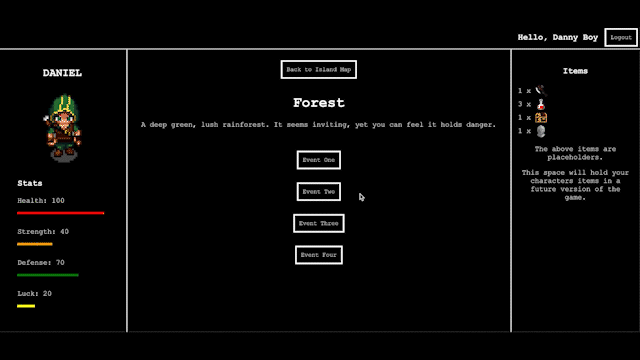 Hello, Danny Boy
Logout
DANIEL
Stats
Health: 100
Strength: 40
Defense: 70
Luck: 20
Back to Island Map
Forest
A deep green, lush rainforest. It seems inviting, yet you can feel it holds danger.
Event One
Event Two
Event Three
Event Four
Items
1 x
3 x
1 x
1 x
The above items are
placeholders.
This space will hold your
characters items in a
future version of the
game.